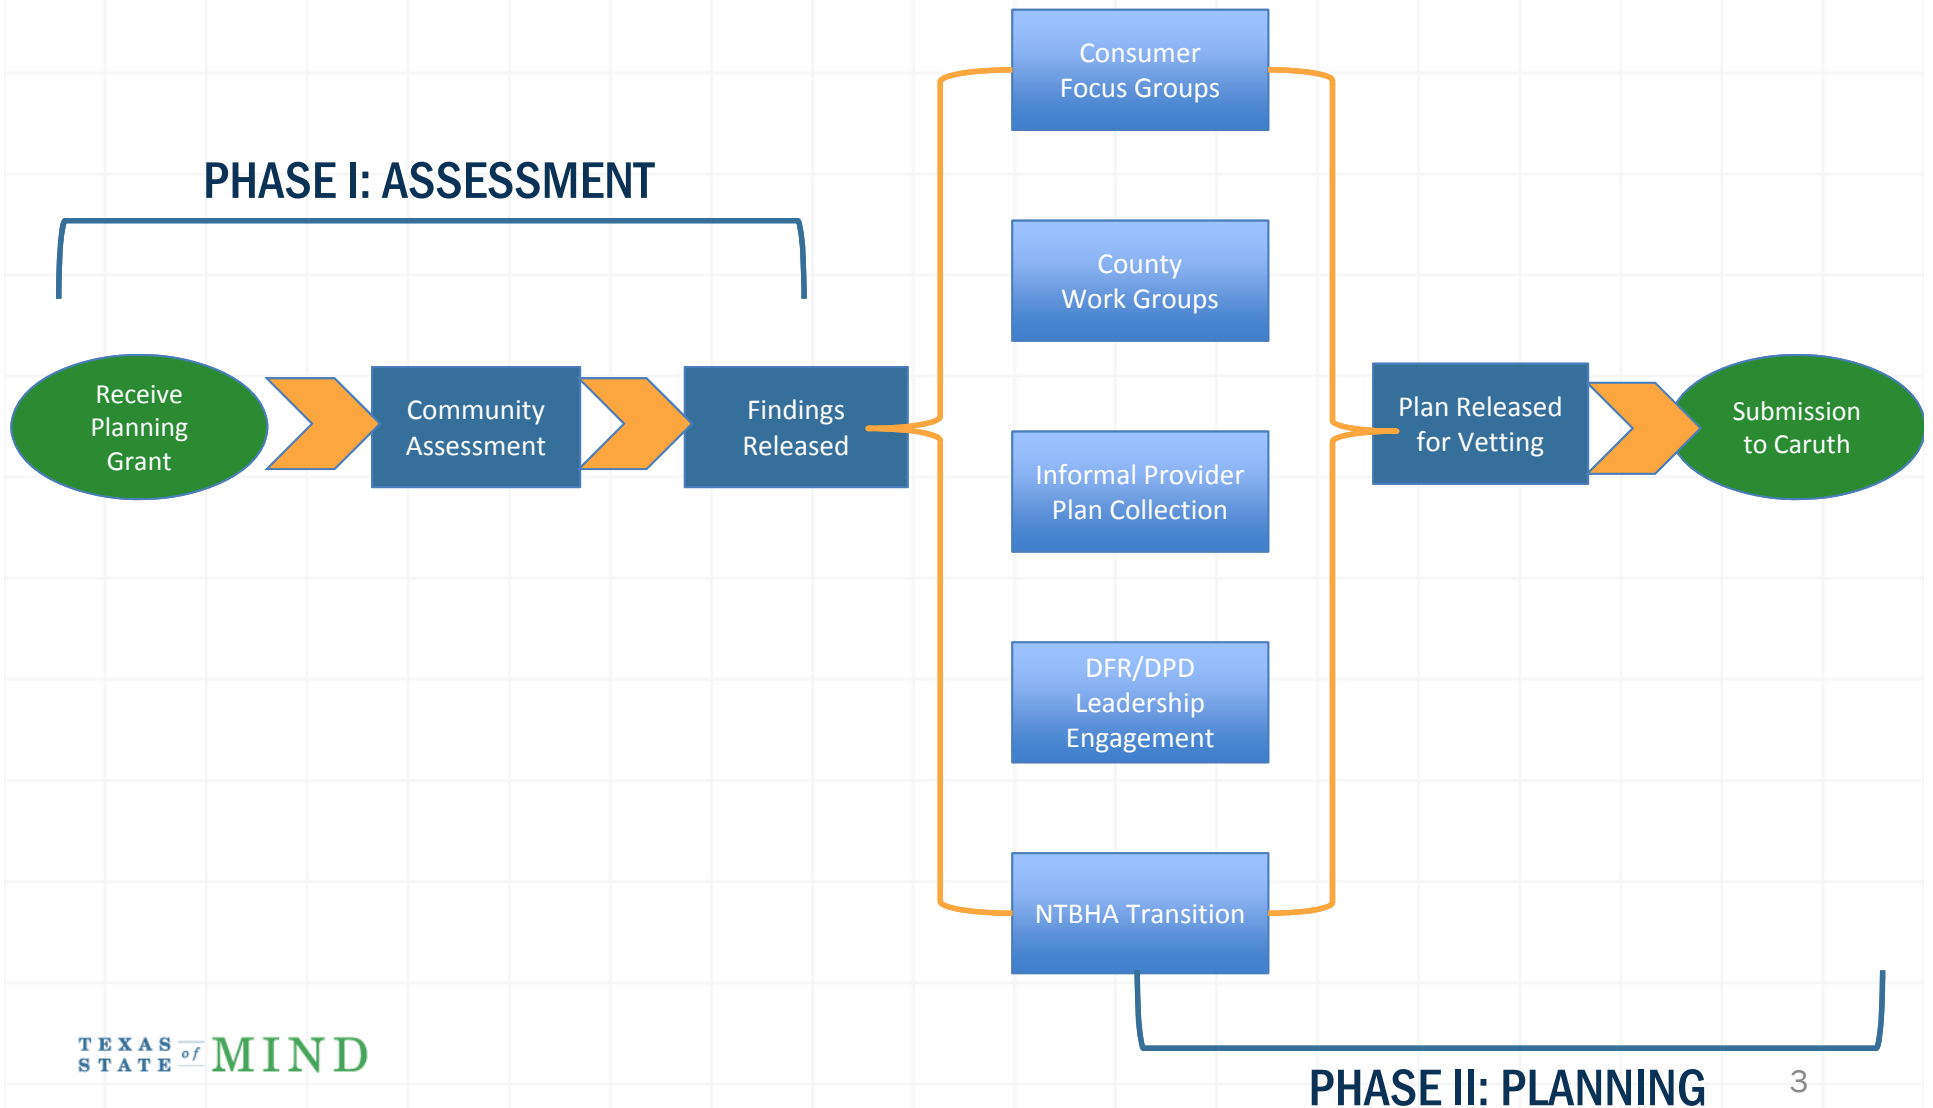 PHASE I: ASSESSMENT
Receive
Planning
Grant
Community
Assessment
Findings
Released
Consumer
Focus Groups
County
Work Groups
Informal Provider
Plan Collection
DFR/DPD
Leadership
Engagement
NTBHA Transition
Plan Released
for Vetting
Submission
to Caruth
PHASE II: PLANNING
TEXAS
STATE of MIND
3